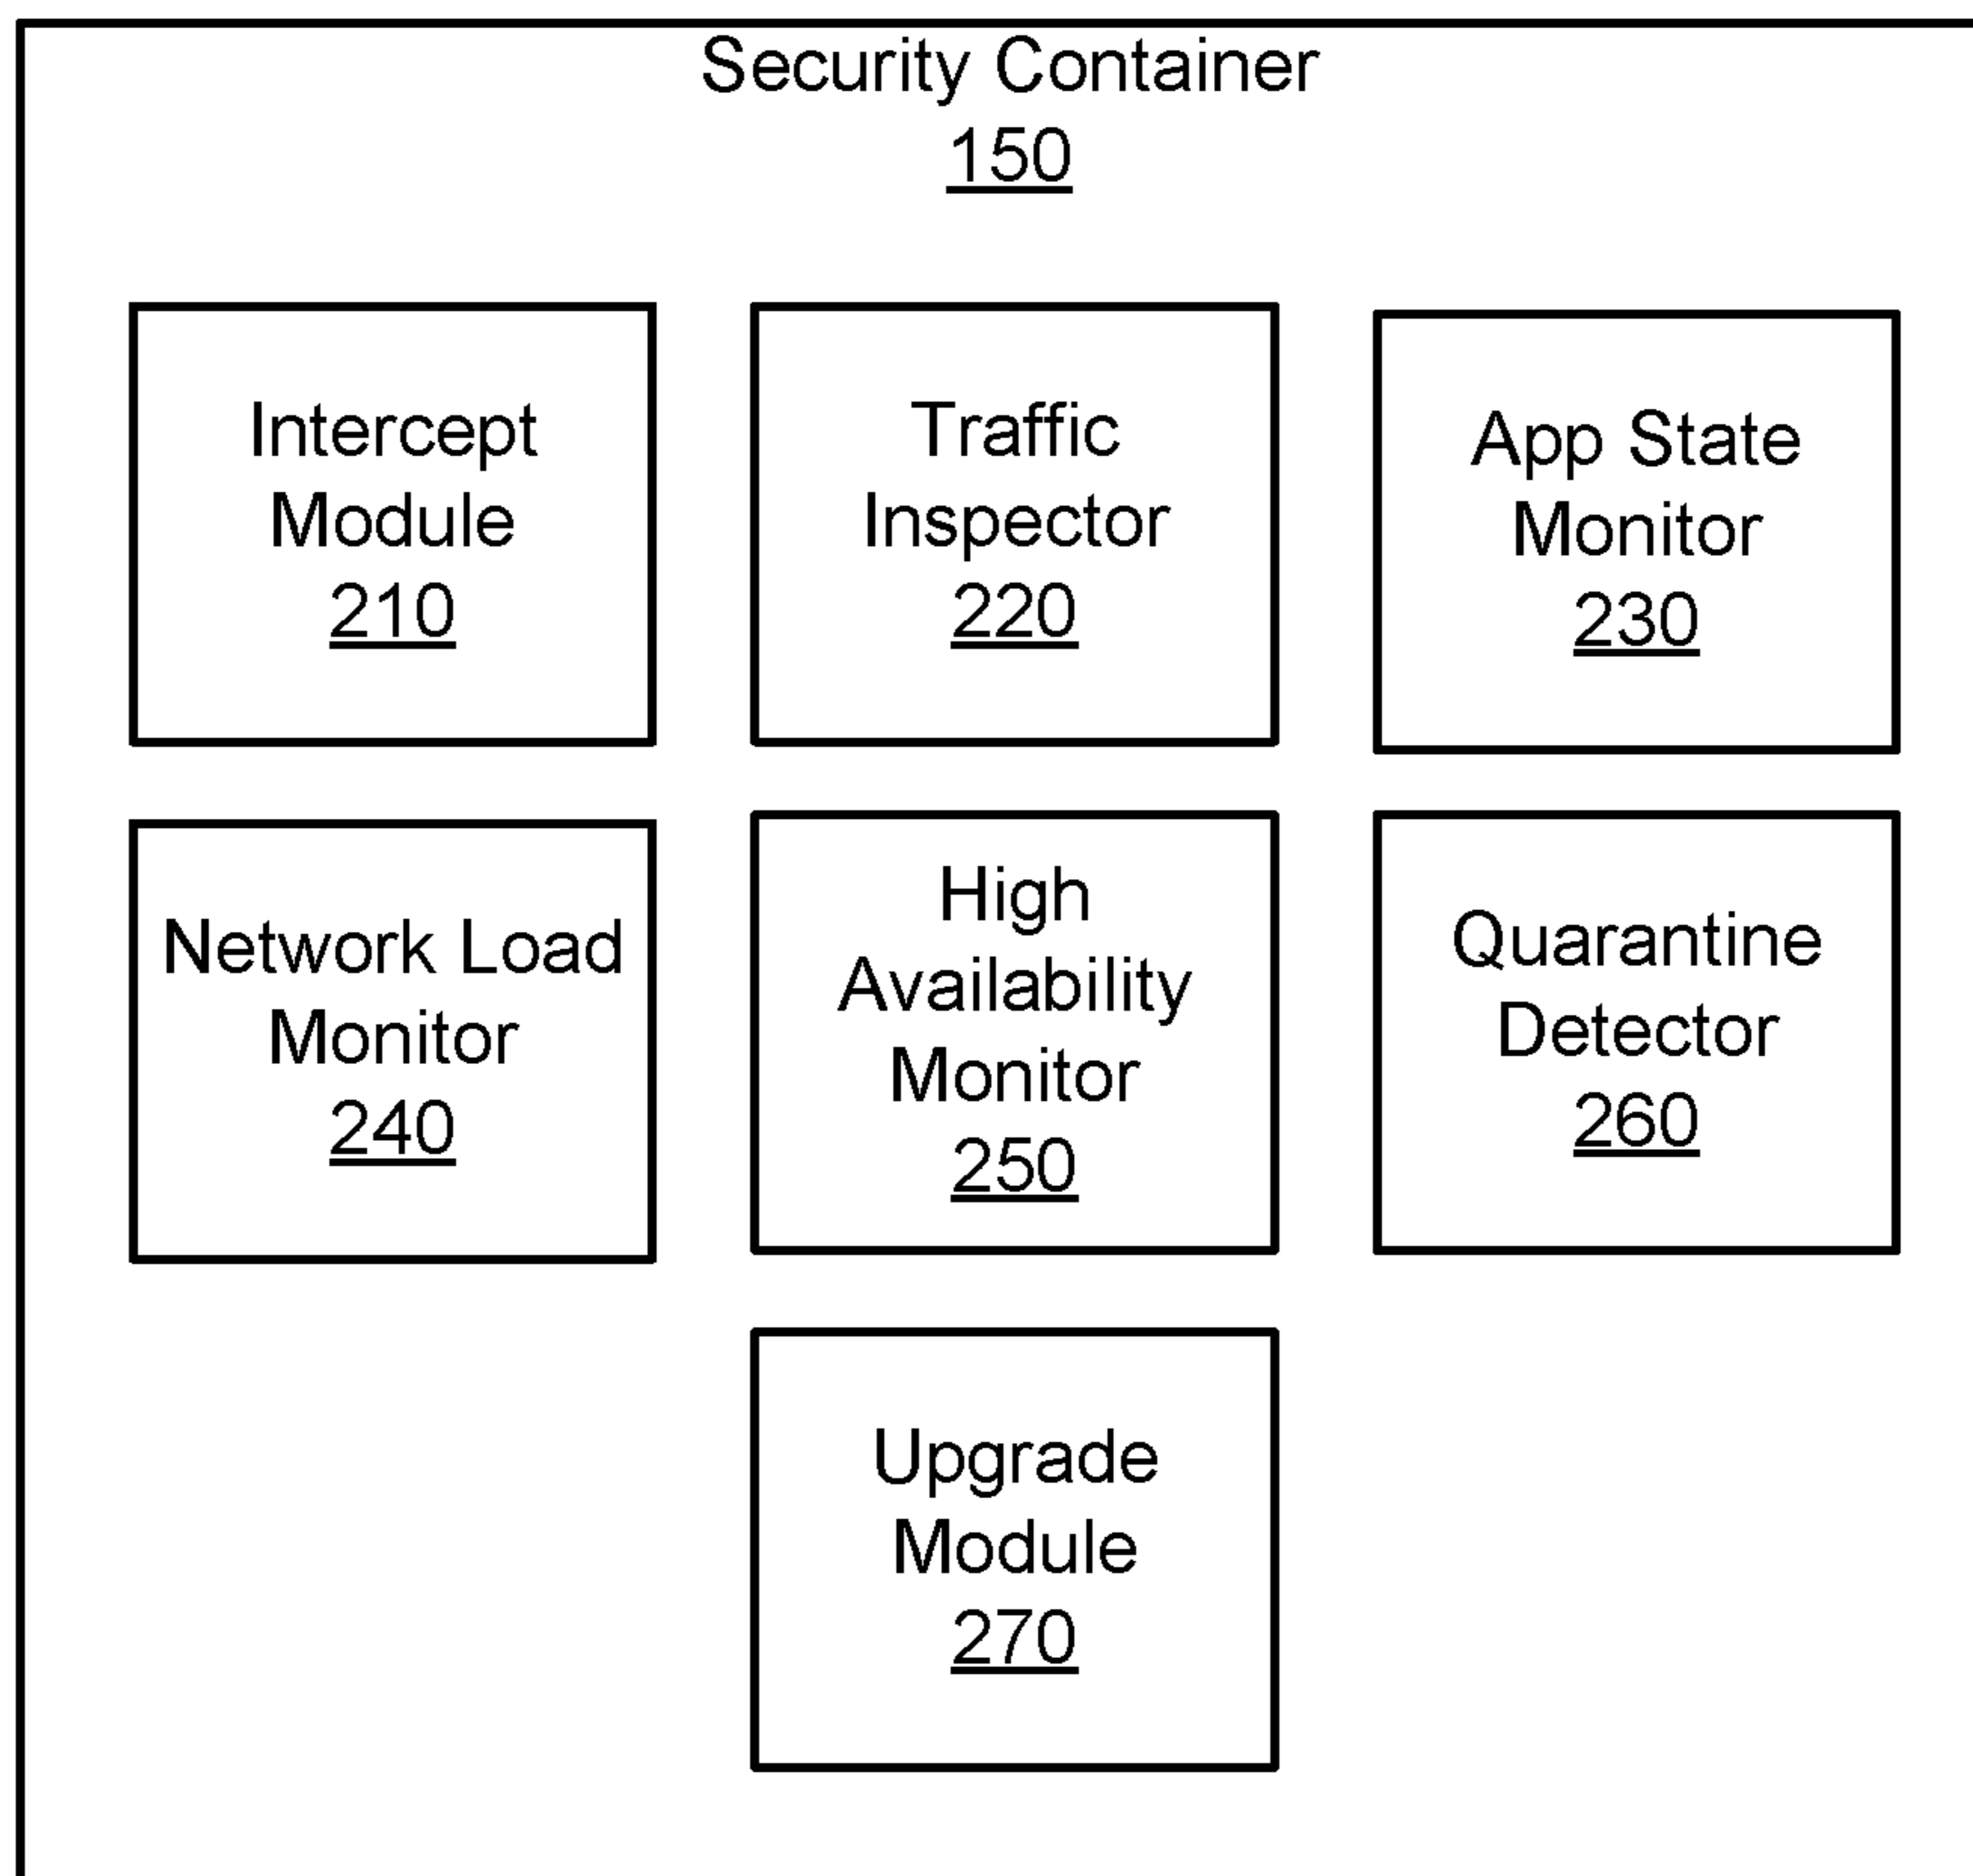 Security Container
150
Intercept
Module
210
Traffic
Inspector
220
App State
Monitor
230
Network Load
Monitor
240
High
Availability
Monitor
250
Quarantine
Detector
260
Upgrade
Module
270